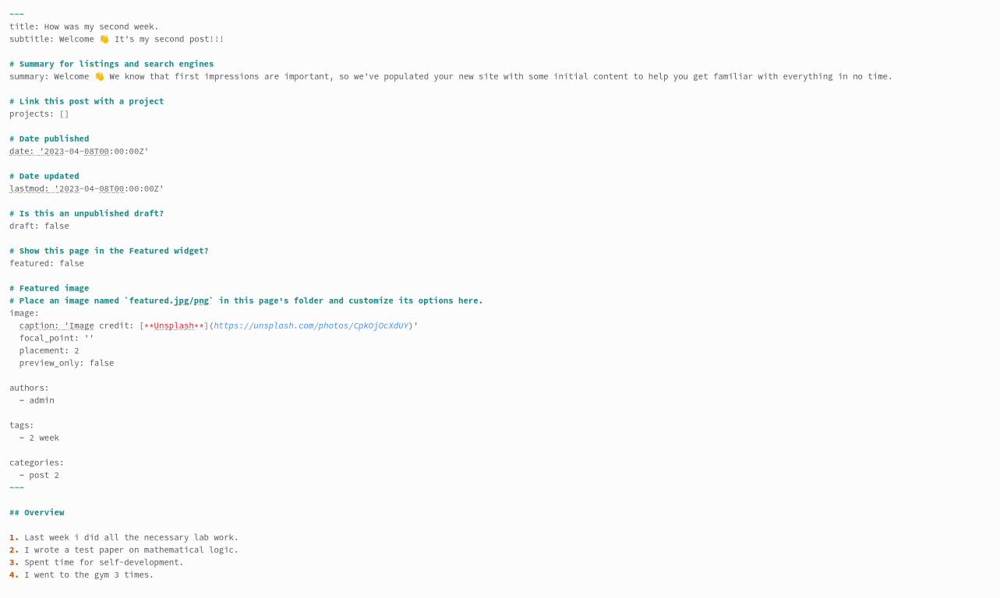 ---
title: How was my second week.
subtitle: Welcome 👋 It's my second post!!!

# Summary for listings and search engines
summary: Welcome 👋 We know that first impressions are important, so we've populated your new site with some initial content to help you get familiar with everything in no time.

# Link this post with a project
projects: []

# Date published
date: '2023-04-08T00:00:00Z'

# Date updated
lastmod: '2023-04-08T00:00:00Z'

# Is this an unpublished draft?
draft: false

# Show this page in the Featured widget?
featured: false

# Featured image
# Place an image named `featured.jpg/png` in this page's folder and customize its options here.
image:
  caption: 'Image credit: [**Unsplash**](https://unsplash.com/photos/CpkOjOcXdUY)'
  focal_point: ''
  placement: 2
  preview_only: false

authors:
  - admin

tags:
  - 2 week

categories:
  - post 2
---

## Overview

1. Last week i did all the necessary lab work.
2. I wrote a test paper on mathematical logic.
3. Spent time for self-development.
4. I went to the gym 3 times.